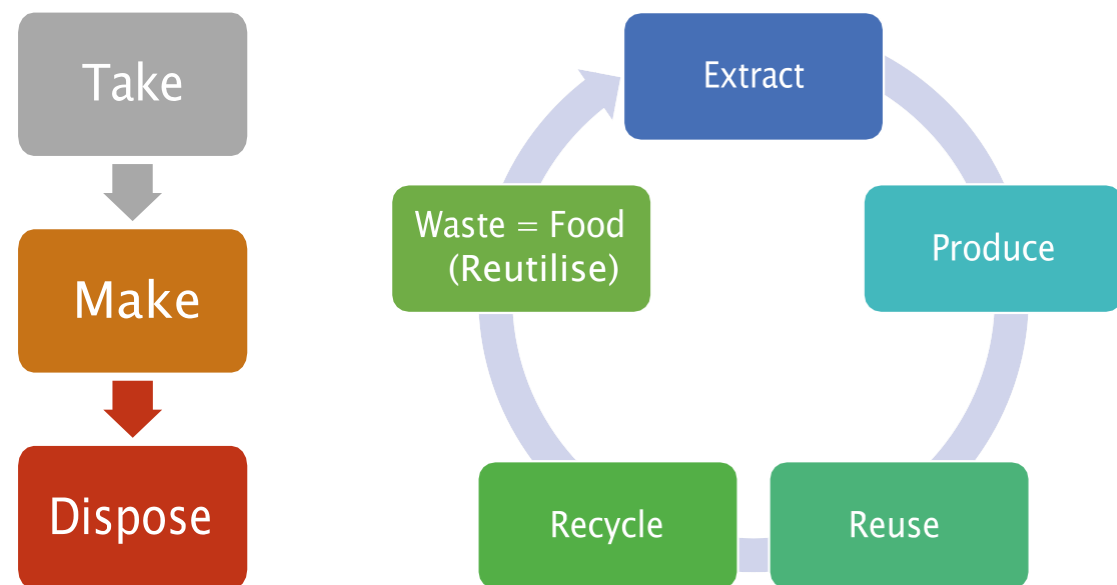 Take
Make
Dispose
Extract
Produce
Reuse
Recycle
Waste = Food
(Reutilise)